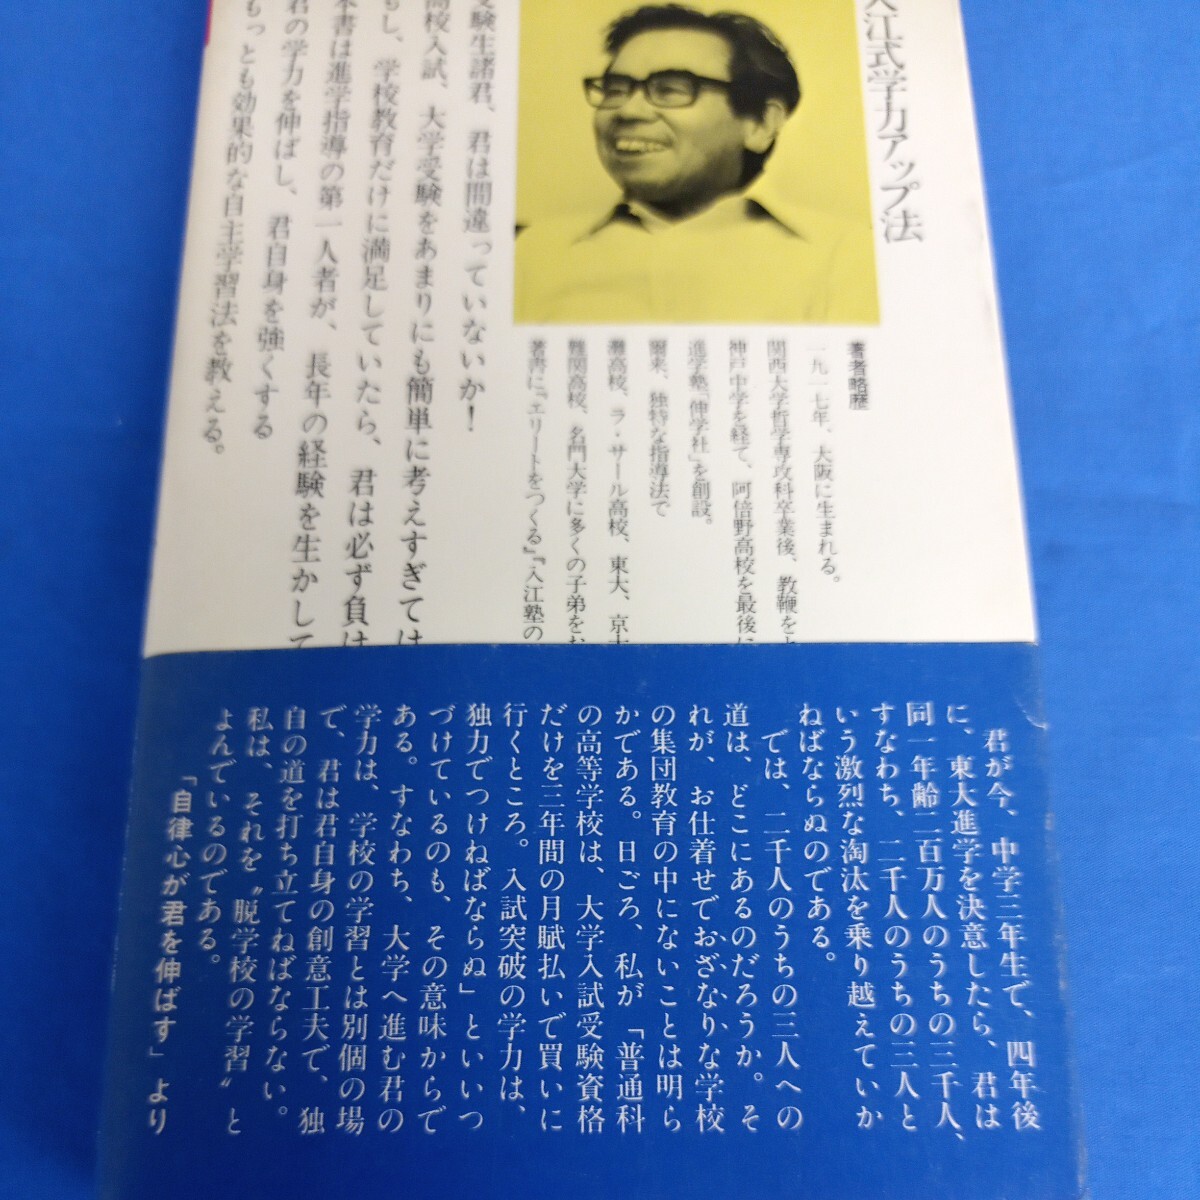 入江式学力アップ法
著者略歴
一九一七年、大阪に生まれる。
関西大学哲学専攻科卒業後、教鞭をと
神戸中学を経て、阿倍野高校を最後に
進学塾「伸学社」を創設。
爾来、独特な指導法で
灘高校、ラ・サール高校、東大、京大
難関高校、名門大学に多くの子弟をお
著書に『エリートをつくる』『入江塾の
受験生諸君、君は間違っていないか!
高校入試、大学受験をあまりにも簡単に考えすぎては
もし、学校教育だけに満足していたら、君は必ず負け
本書は進学指導の第一人者が、長年の経験を生かして
君の学力を伸ばし、君自身を強くする
もっとも効果的な自主学習法を教える。
君が今、中学三年生で、四年後
に、東大進学を決意したら、君は
同一年齢二百万人のうちの三千人、
すなわち、二千人のうちの三人と
いう激烈な淘汰を乗り越えていか
ねばならぬのである。
では、二千人のうちの三人への
道は、どこにあるのだろうか。そ
れが、お仕着せでおざなりな学校
の集団教育の中にないことは明ら
かである。日ごろ、私が「普通科
の高等学校は、大学入試受験資格
だけを三年間の月賦払いで買いに
行くところ。入試突破の学力は、
独力でつけねばならぬ」といいつ
づけているのも、その意味からで
ある。すなわち、大学へ進む君の
学力は、学校の学習とは別個の場
で、君は君自身の創意工夫で、独
自の道を打ち立てねばならない。
私は、それを〝脱学校の学習〟と
よんでいるのである。
「自律心が君を伸ばす」より